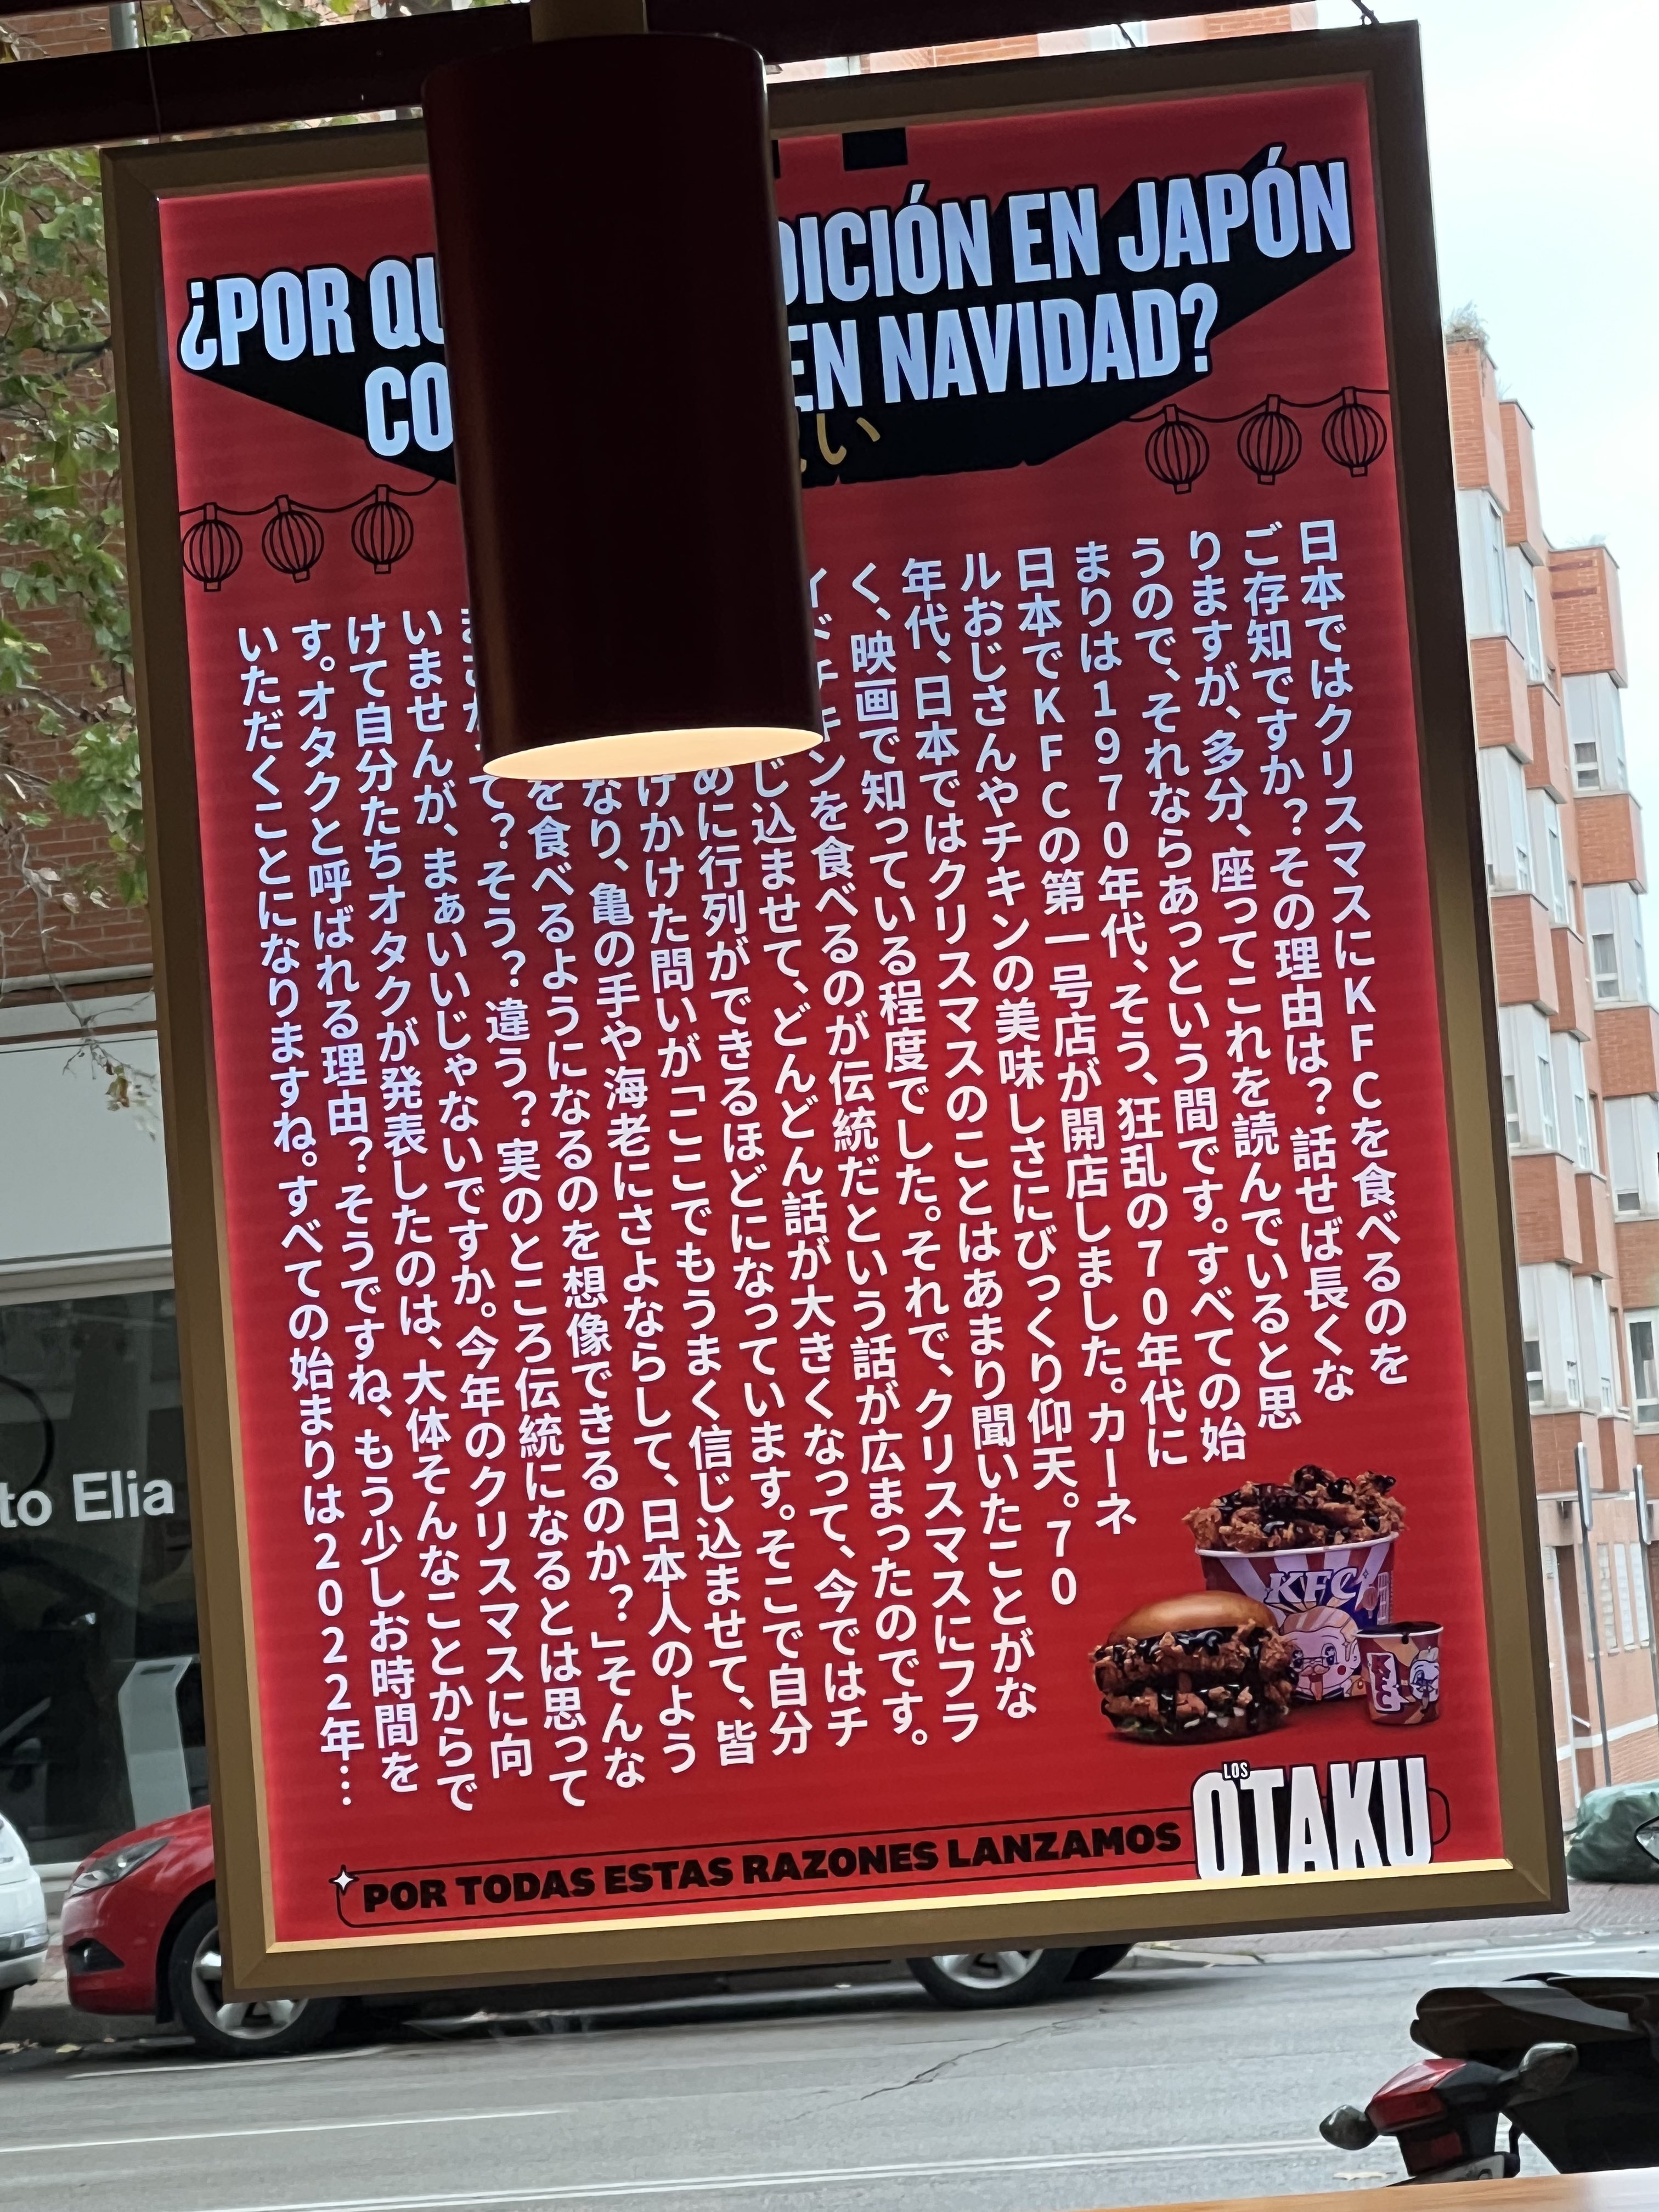 ¿POR DICIÓN EN JAPÓN
EN NAVIDAD?
日本ではクリスマスにKFCを食べるのを
ご存知ですか?その理由は?話せば長くな
りますが、多分、座ってこれを読んでいると思
うので、それならあっという間です。すべての始
まりは1970年代、そう、狂乱の70年代に
日本でKFCの第一号店が開店しました。カーネ
ルおじさんやチキンの美味しさにびっくり仰天。70
年代、日本ではクリスマスのことはあまり聞いたことがな
く、映画で知っている程度でした。それで、クリスマスにフラ
イドチキンを食べるのが伝統だという話が広まったのです。
じ込ませて、どんどん話が大きくなって、今ではチ
めに行列ができるほどになっています。そこで自分
けかけた問いが「ここでもうまく信じ込ませて、皆
なり、亀の手や海老にさよならして、日本人のよう
を食べるようになるのを想像できるのか?」そんな
て?そう?違う?実のところ伝統になるとは思って
いませんが、まぁいいじゃないですか。今年のクリスマスに向
けて自分たちオタクが発表したのは、大体そんなことからで
す。オタクと呼ばれる理由?そうですね、もう少しお時間を
いただくことになりますね。すべての始まりは2022年…
KFC
KFC
POR TODAS ESTAS RAZONES LANZAMOS
LOS
OTAKU
to Elia